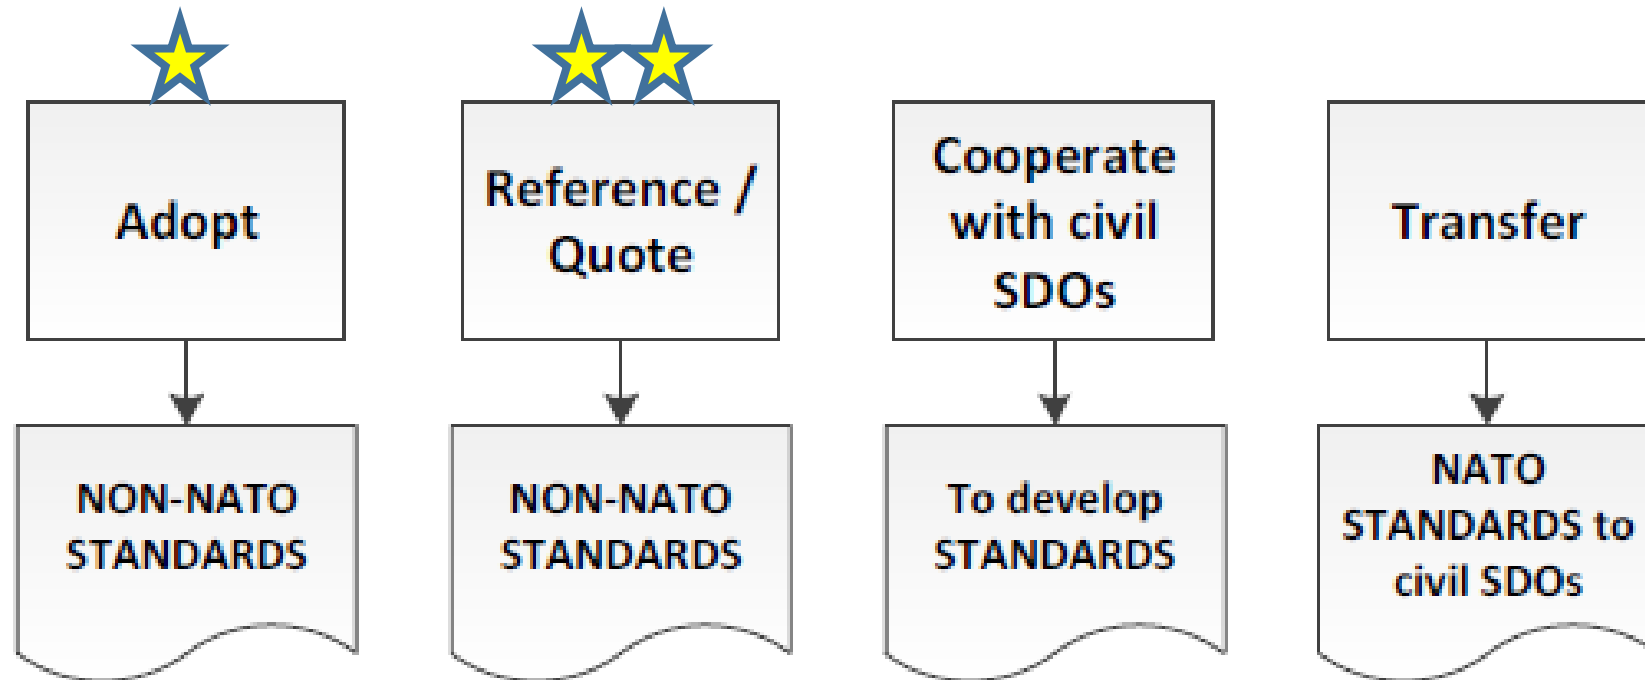 Adopt
Reference /
Quote
Cooperate
with civil
SDOs
Transfer
NON-NATO
STANDARDS
NON-NATO
STANDARDS
To develop
STANDARDS
NATO
STANDARDS to
civil SDOs